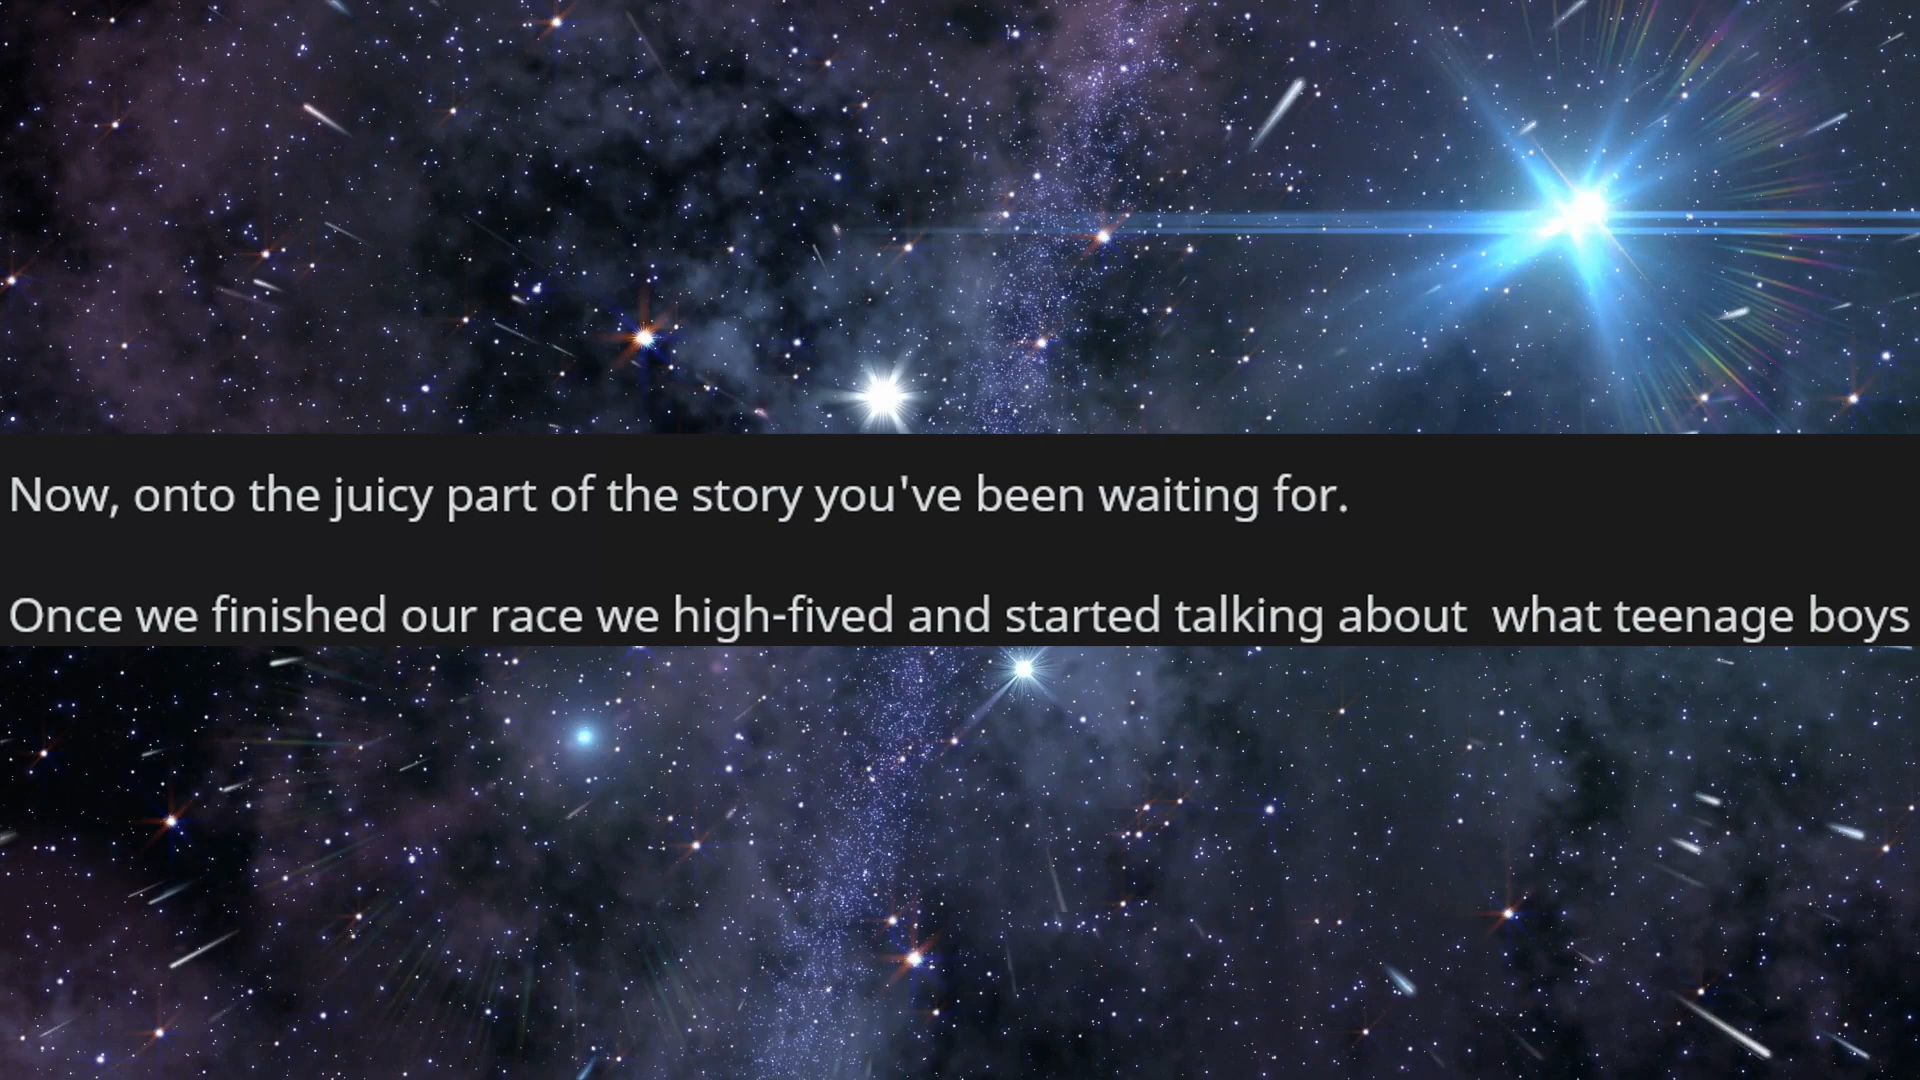 Now, onto the juicy part of the story you've been waiting for.
Once we finished our race we high-fived and started talking about  what teenage boys